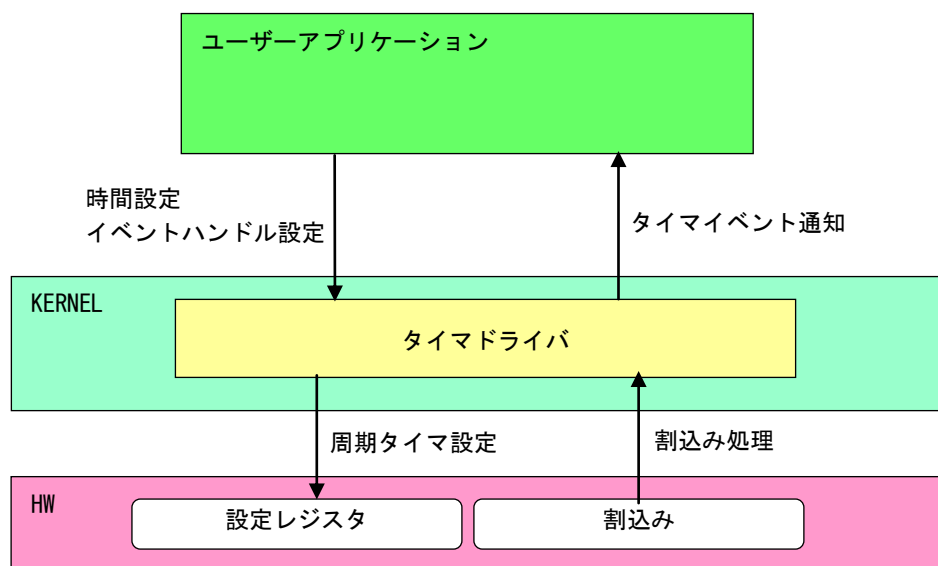 ユーザーアプリケーション
時間設定
イベントハンドル設定
タイマイベント通知
KERNEL
タイマドライバ
周期タイマ設定
割込み処理
HW
設定レジスタ
割込み